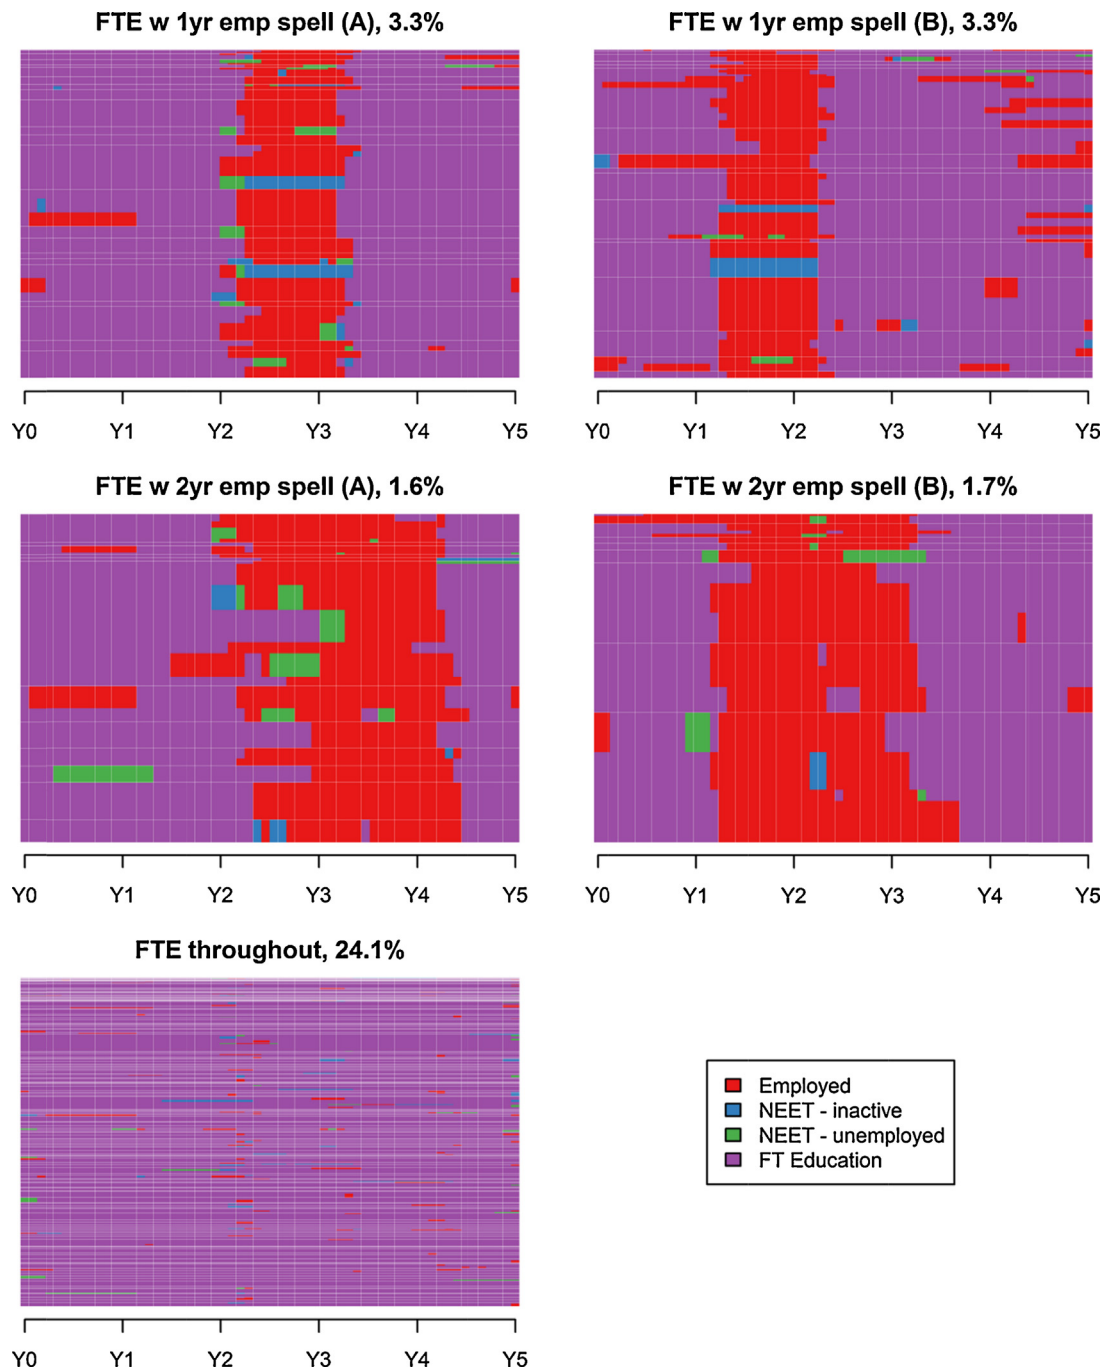 FTE w 1yr emp spell (A), 3.3%
Y0 Y1 Y2 Y3 Y4 Y5
FTE w 1yr emp spell (B), 3.3%
Y0 Y1 Y2 Y3 Y4 Y5
FTE w 2yr emp spell (A), 1.6%
Y0 Y1 Y2 Y3 Y4 Y5
FTE w 2yr emp spell (B), 1.7%
Y0 Y1 Y2 Y3 Y4 Y5
FTE throughout, 24.1%
Y0 Y1 Y2 Y3 Y4 Y5
Employed
NEET - inactive
NEET - unemployed
FT Education